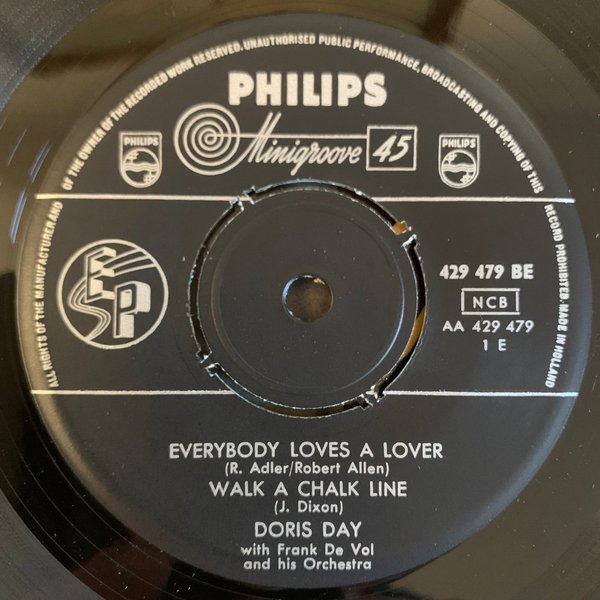 ALL RIGHTS OF THE MANUFACTURER AND OF THE OWNER OF THE RECORDED WORK RESERVED. UNAUTHORISED PUBLIC PERFORMANCE, BROADCASTING AND COPYING OF THIS RECORD PROHIBITED. MADE IN HOLLAND
PHILIPS
Minigroove 45
PHILIPS
PHILIPS
EP
429 479 BE
NCB
AA 429 479
1 E
EVERYBODY LOVES A LOVER
(R. Adler/Robert Allen)
WALK A CHALK LINE
(J. Dixon)
DORIS DAY
with Frank De Vol
and his Orchestra